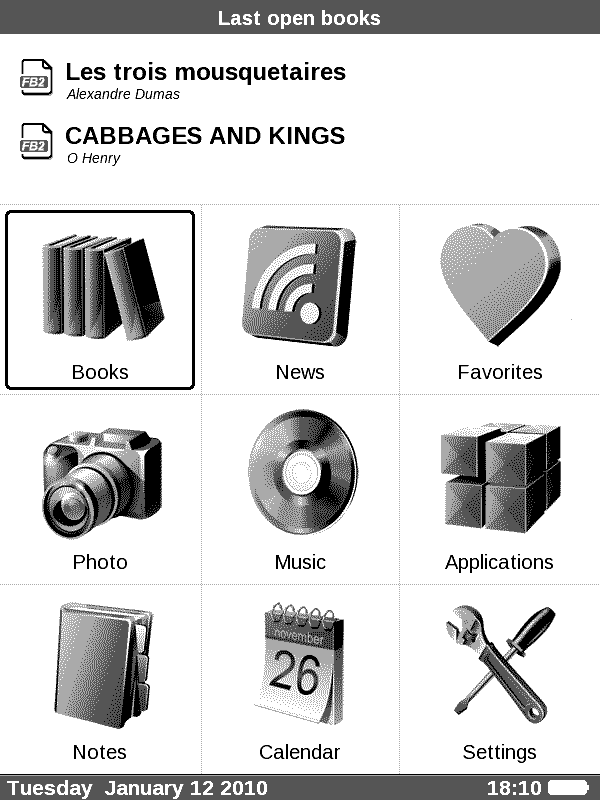 Last open books
FB2
Les trois mousquetaires
Alexandre Dumas
FB2
CABBAGES AND KINGS
O Henry
Books
News
Favorites
Photo
Music
Applications
november
26
Notes
Calendar
Settings
Tuesday January 12 2010
18:10